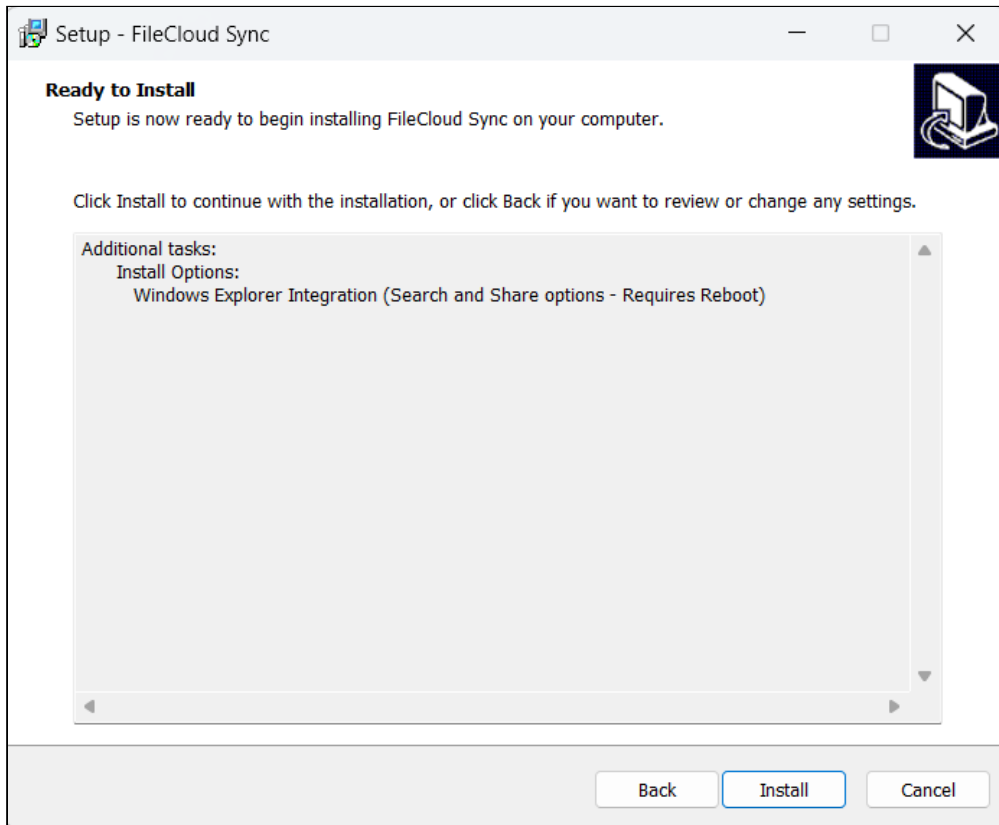 Setup - FileCloud Sync
Ready to Install
Setup is now ready to begin installing FileCloud Sync on your computer.
Click Install to continue with the installation, or click Back if you want to review or change any settings.
Additional tasks:
Install Options:
Windows Explorer Integration (Search and Share options - Requires Reboot)
Back Install Cancel